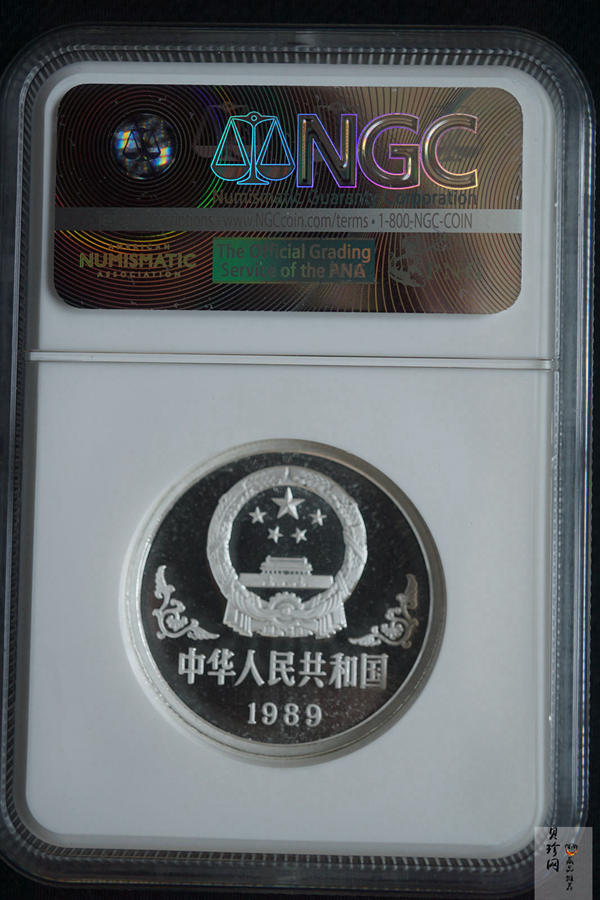 NGC
Numismatic Guaranty Corporation
www.NGCcoin.com/terms • 1-800-NGC-COIN
AMERICAN
NUMISMATIC
ASSOCIATION
The Official Grading
Service of the ANA
中华人民共和国
1989
贝珍网